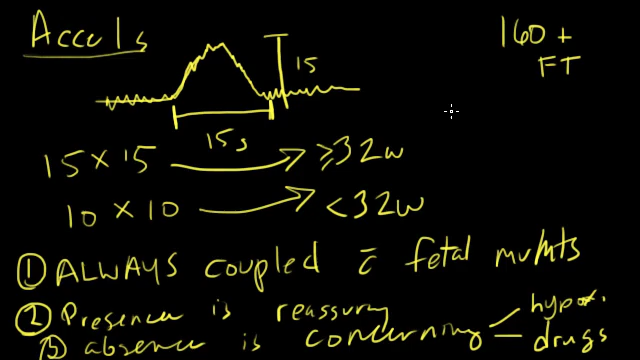 Accels
160 +
FT
15
15s
15 × 15 → ≥32w
10 × 10 → <32w
① ALWAYS coupled c̄ fetal mvmts
② Presence is reassuring
③ absence is concerning
hypox.
drugs